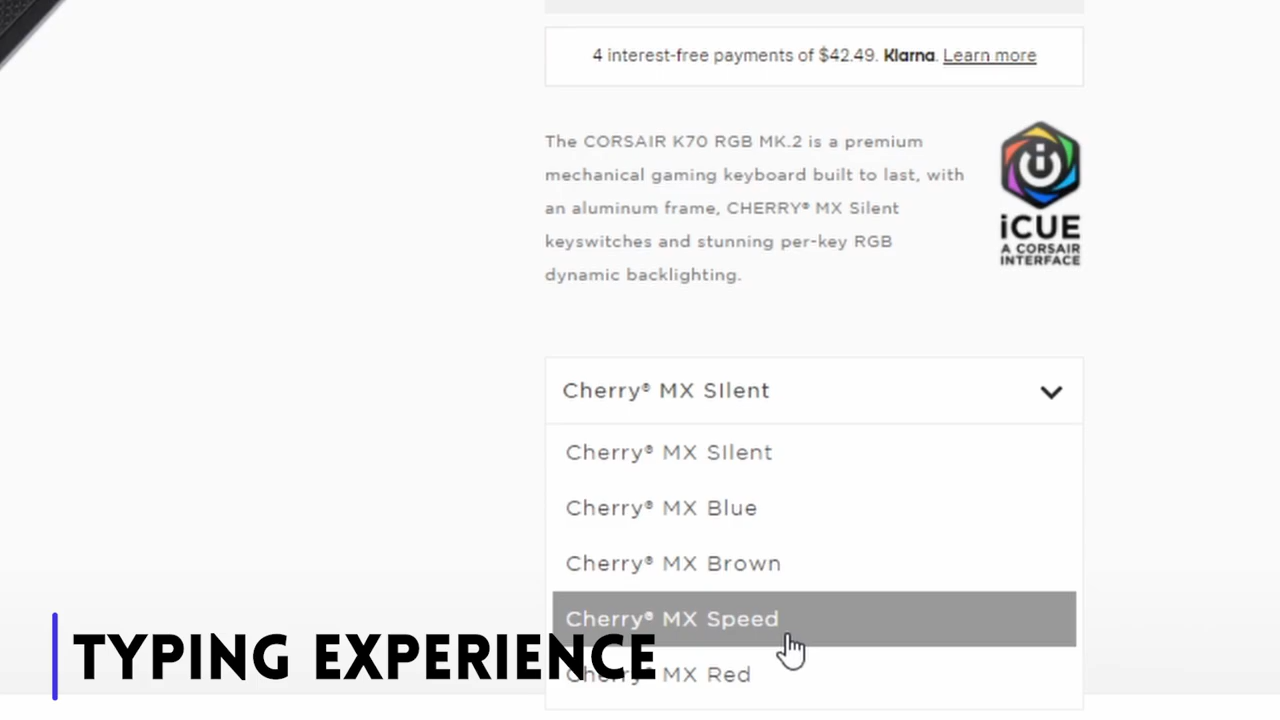 4 interest-free payments of $42.49. Klarna. Learn more
The CORSAIR K70 RGB MK.2 is a premium
mechanical gaming keyboard built to last, with
an aluminum frame, CHERRY® MX Silent
keyswitches and stunning per-key RGB
dynamic backlighting.
iCUE
A CORSAIR
INTERFACE
Cherry® MX SIlent
Cherry® MX SIlent
Cherry® MX Blue
Cherry® MX Brown
Cherry® MX Speed
Cherry® MX Red
TYPING EXPERIENCE